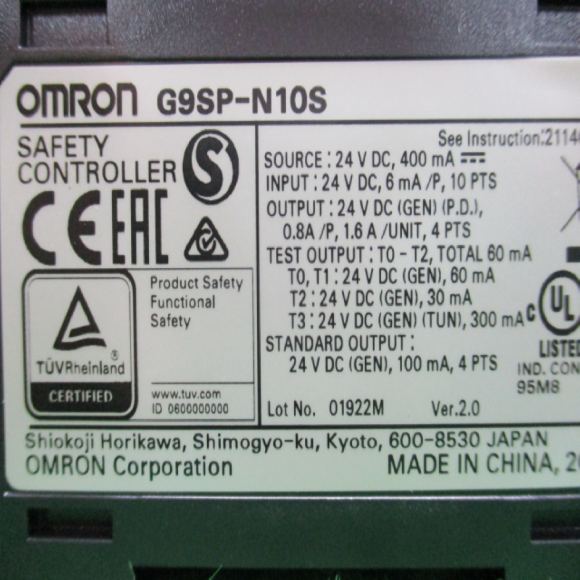 OMRON G9SP-N10S
SAFETY
CONTROLLER
S
CE EAC
TÜVRheinland ®
CERTIFIED
Product Safety
Functional
Safety
www.tuv.com
ID 0600000000
See Instruction:2114
SOURCE : 24 V DC, 400 mA
INPUT : 24 V DC, 6 mA /P, 10 PTS
OUTPUT : 24 V DC (GEN) (P.D.),
0.8A /P, 1.6 A /UNIT, 4 PTS
TEST OUTPUT : T0 - T2, TOTAL 60 mA
T0, T1 : 24 V DC (GEN), 60 mA
T2 : 24 V DC (GEN), 30 mA
T3 : 24 V DC (GEN) (TUN), 300 mA
STANDARD OUTPUT :
24 V DC (GEN), 100 mA, 4 PTS
Lot No. 01922M Ver.2.0
C UL
LISTED
IND. CON
95M8
Shiokoji Horikawa, Shimogyo-ku, Kyoto, 600-8530 JAPAN
OMRON Corporation MADE IN CHINA,